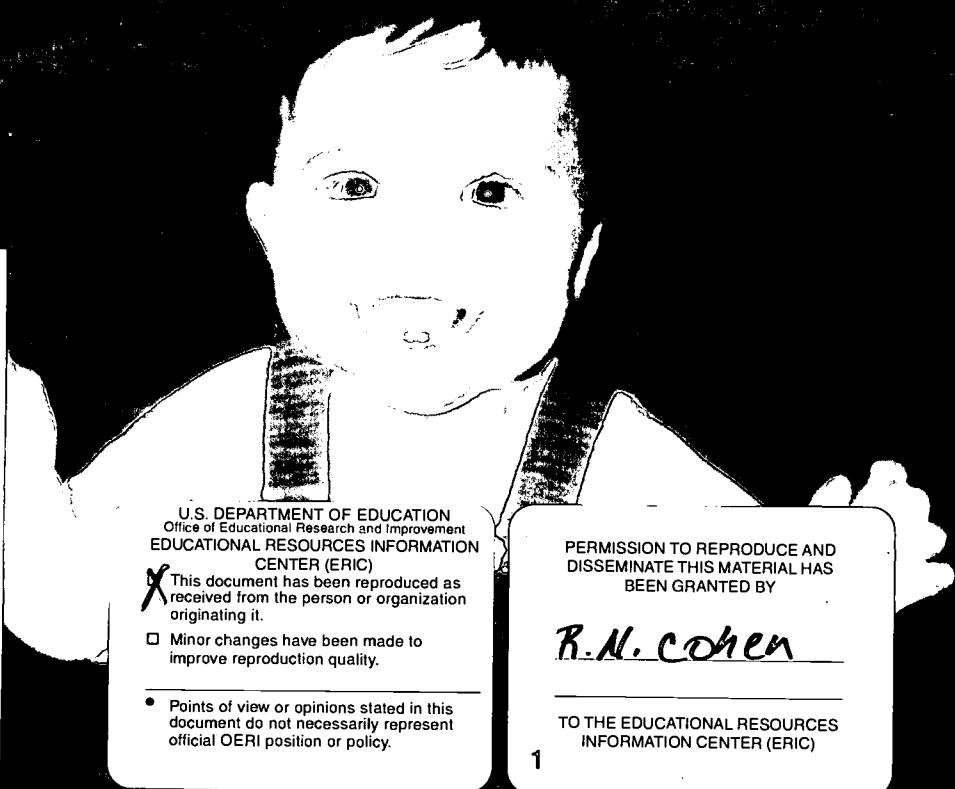 U.S. DEPARTMENT OF EDUCATION
Office of Educational Research and Improvement
EDUCATIONAL RESOURCES INFORMATION
CENTER (ERIC)
This document has been reproduced as
received from the person or organization
originating it.
Minor changes have been made to
improve reproduction quality.
• Points of view or opinions stated in this
document do not necessarily represent
official OERI position or policy.
PERMISSION TO REPRODUCE AND
DISSEMINATE THIS MATERIAL HAS
BEEN GRANTED BY
R.N. Cohen
TO THE EDUCATIONAL RESOURCES
INFORMATION CENTER (ERIC)
1